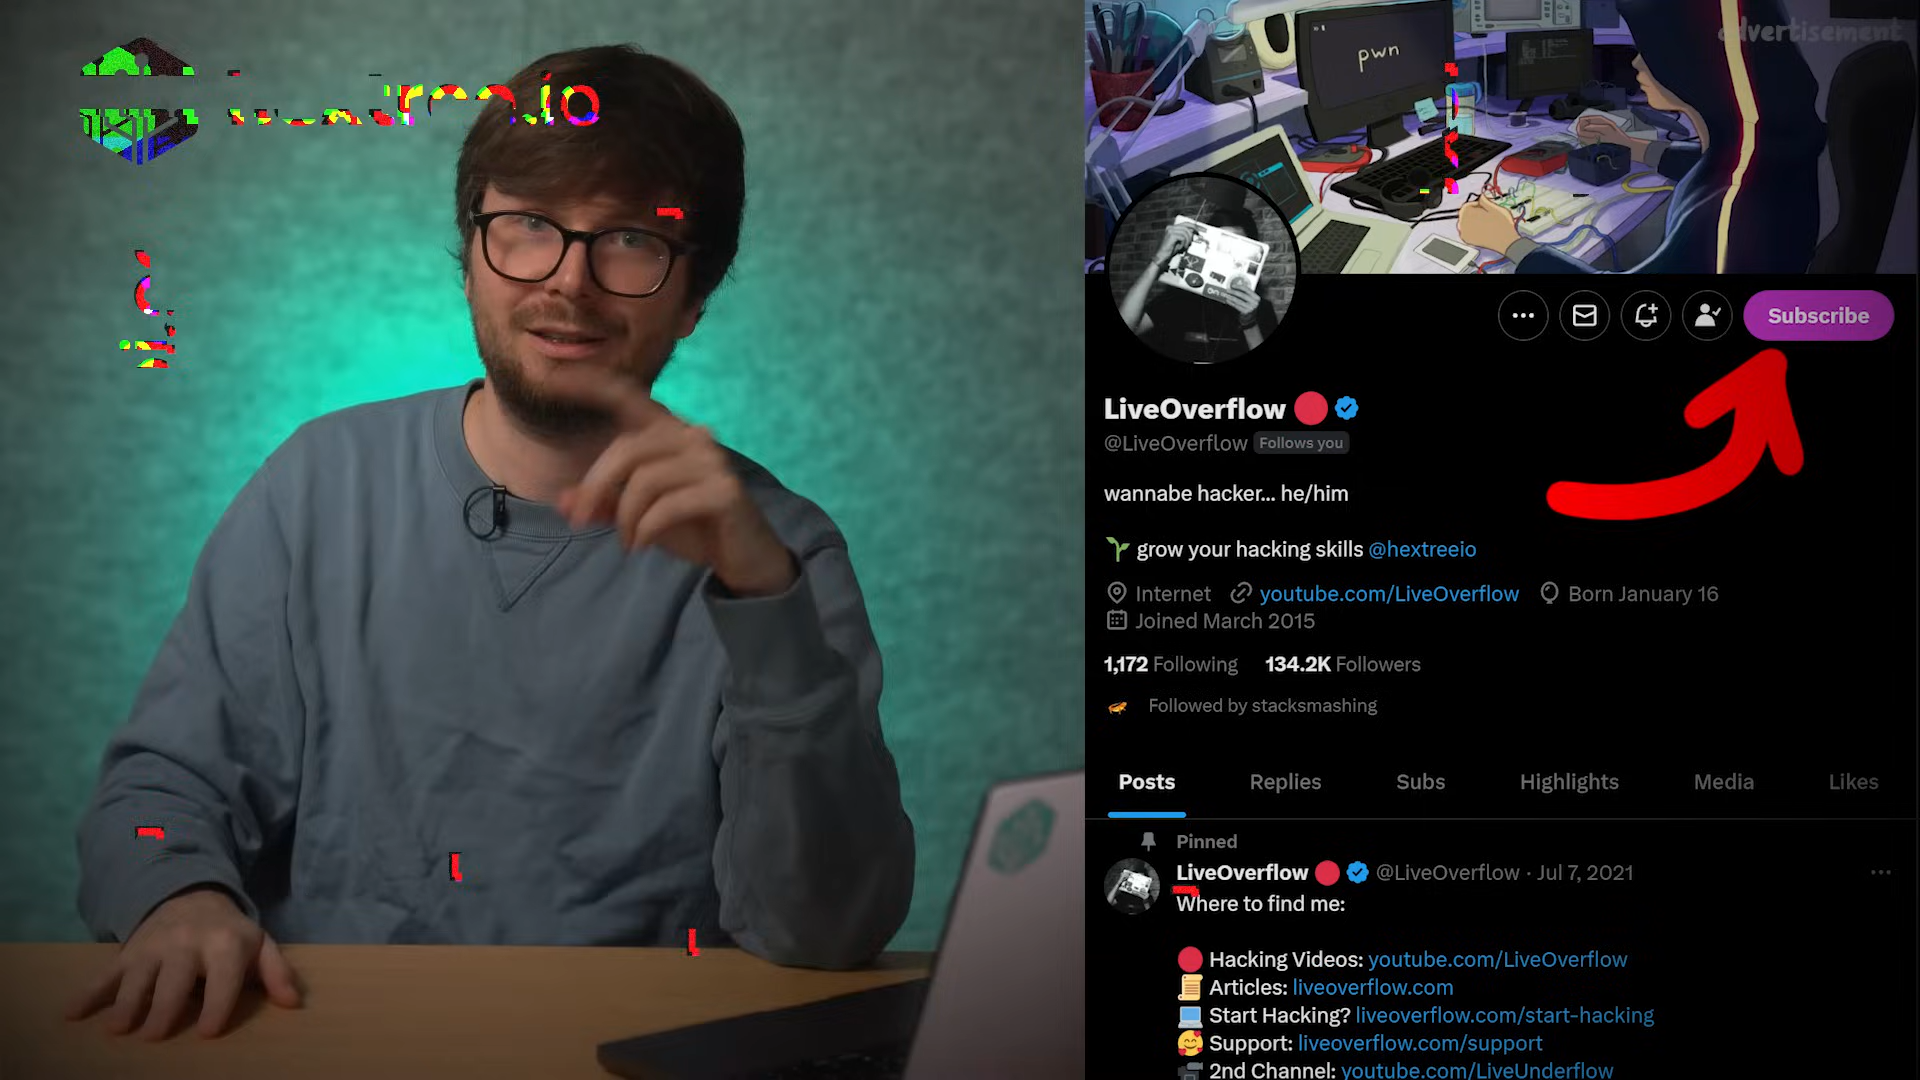 .io
advertisement
pwn
Subscribe
LiveOverflow
@LiveOverflow Follows you
wannabe hacker... he/him
grow your hacking skills @hextreeio
Internet youtube.com/LiveOverflow Born January 16
Joined March 2015
1,172 Following 134.2K Followers
Followed by stacksmashing
Posts Replies Subs Highlights Media Likes
Pinned
LiveOverflow @LiveOverflow · Jul 7, 2021
Where to find me:
Hacking Videos: youtube.com/LiveOverflow
Articles: liveoverflow.com
Start Hacking? liveoverflow.com/start-hacking
Support: liveoverflow.com/support
2nd Channel: youtube.com/LiveUnderflow